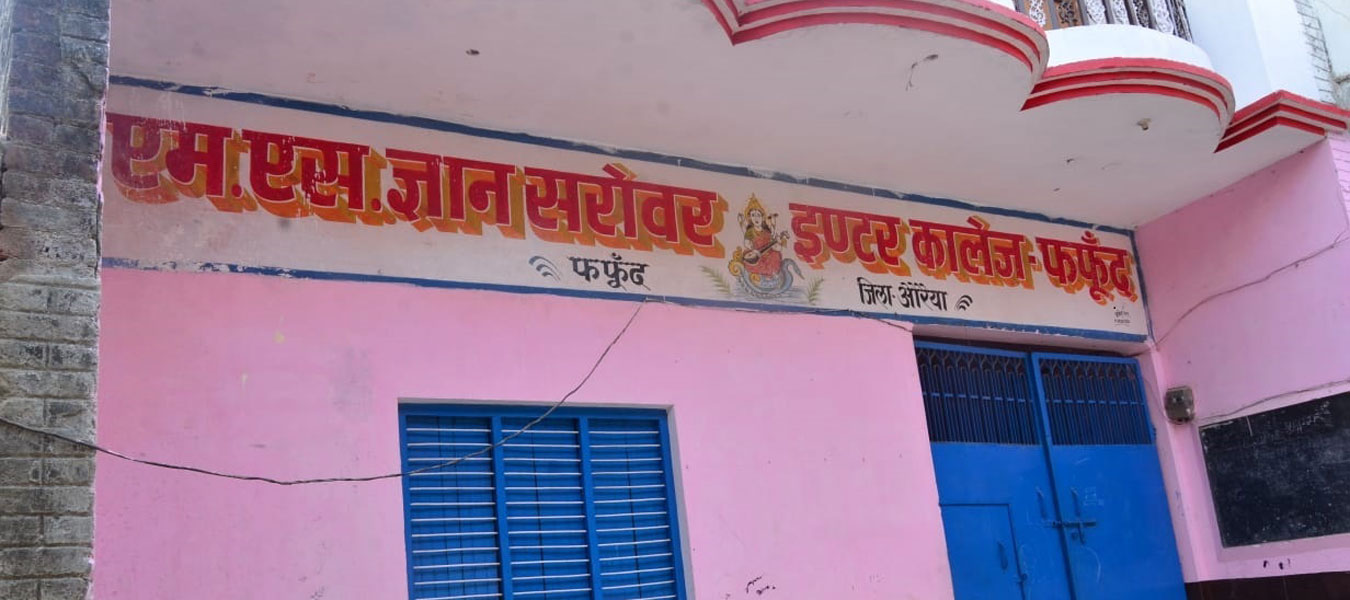 एम.एस.ज्ञान सरोवर इण्टर कालेज-फफूँद
फफूँद जिला-औरैया